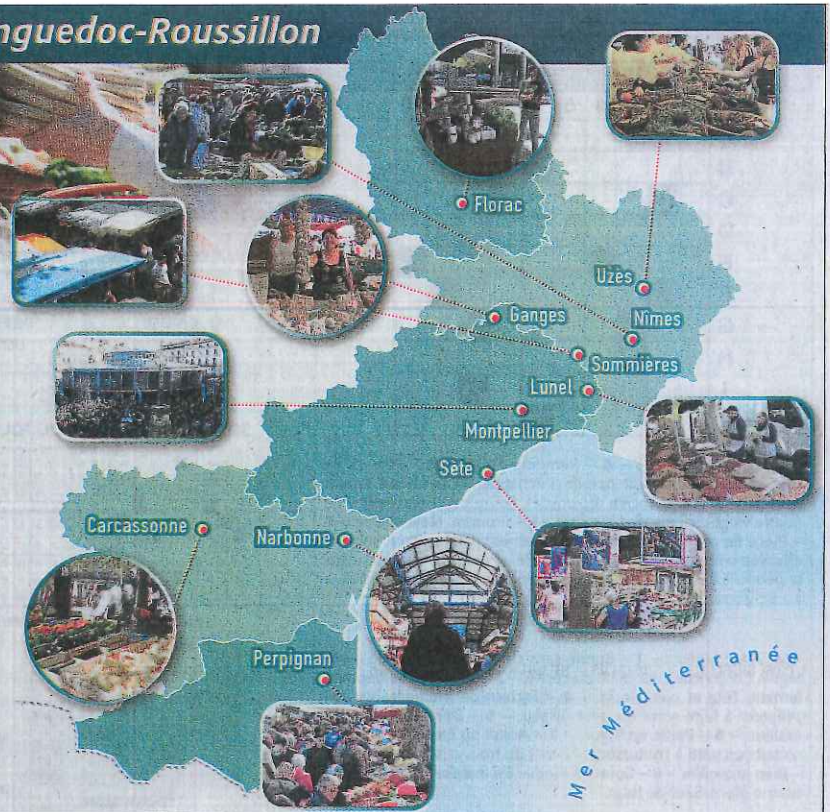 nguedoc-Roussillon
Florac
Uzès
Ganges
Nîmes
Sommières
Lunel
Montpellier
Sète
Carcassonne
Narbonne
Perpignan
Mer Méditerranée